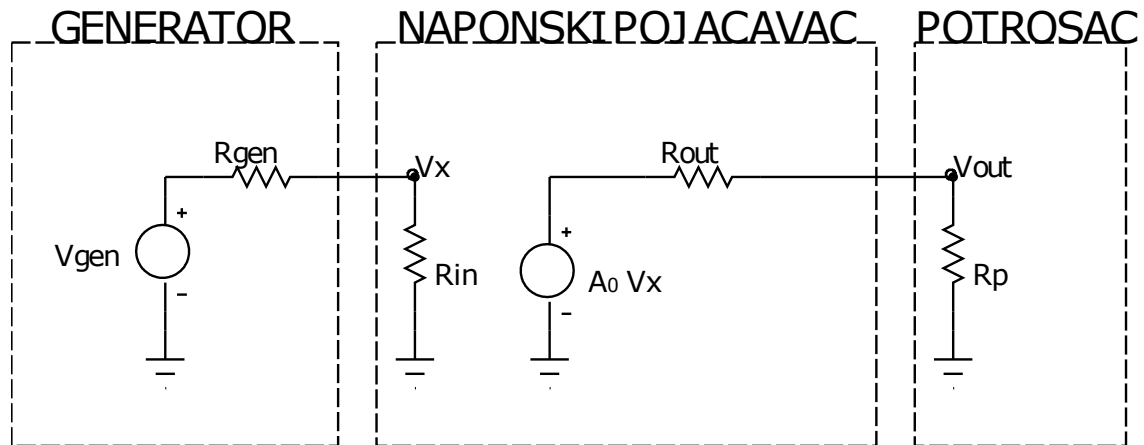 GENERATOR
NAPONSKI POJACAVAC
POTROSAC
Rgen
Vx
Rout
Vout
+
Vgen
-
Rin
+
A0 Vx
-
Rp